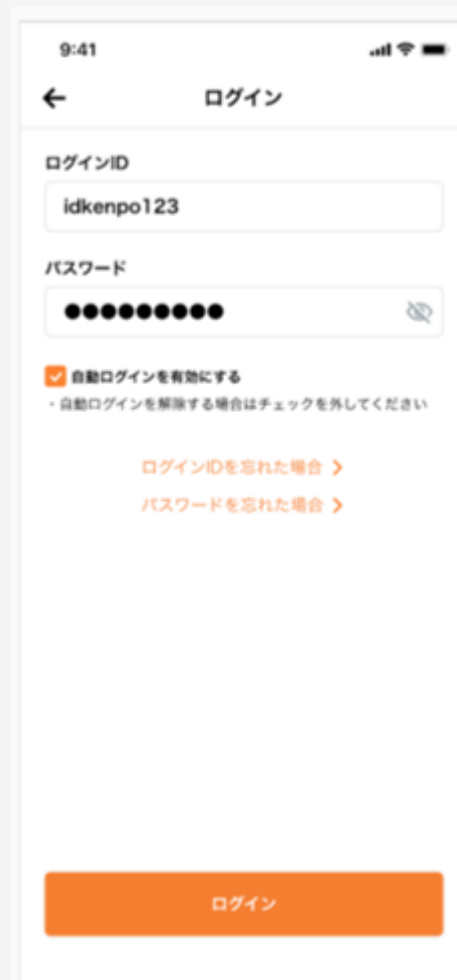 9:41
ログイン
ログインID
idkenpo123
パスワード
●●●●●●●●●
自動ログインを有効にする
・自動ログインを解除する場合はチェックを外してください
ログインIDを忘れた場合
パスワードを忘れた場合
ログイン